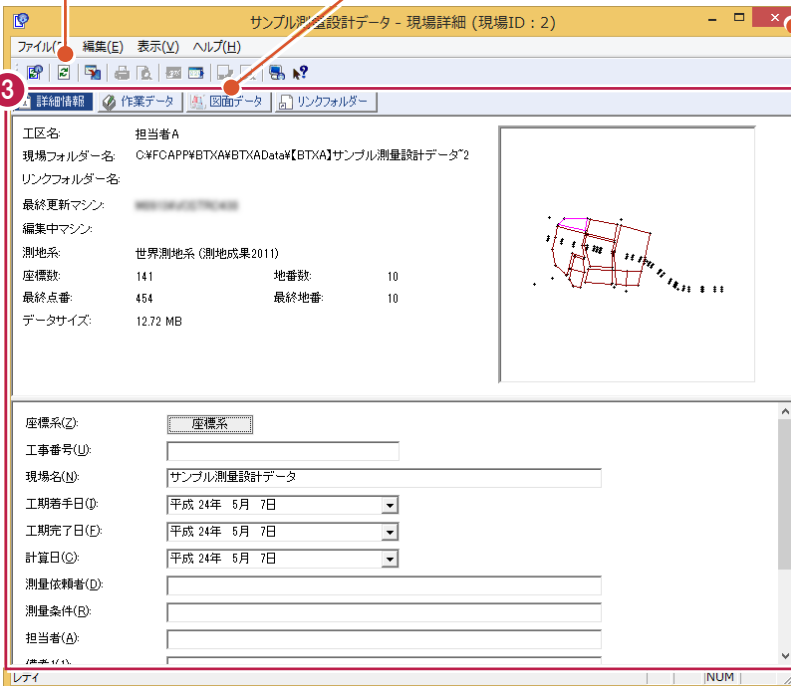 サンプル測量設計データ - 現場詳細 (現場ID : 2)
ファイル 編集(E) 表示(V) ヘルプ(H)
3
詳細情報 作業データ 図面データ リンクフォルダー
工区名: 担当者A
現場フォルダー名: C:¥FCAPP¥BTXA¥BTXAData¥【BTXA】サンプル測量設計データ~2
リンクフォルダー名:
最終更新マシン:
編集中マシン:
測地系: 世界測地系 (測地成果2011)
座標数: 141 地番数: 10
最終点番: 454 最終地番: 10
データサイズ: 12.72 MB
座標系(Z): 座標系
工事番号(U):
現場名(N): サンプル測量設計データ
工期着手日(I): 平成 24年 5月 7日
工期完了日(F): 平成 24年 5月 7日
計算日(C): 平成 24年 5月 7日
測量依頼者(D):
測量条件(R):
担当者(A):
レディ NUM